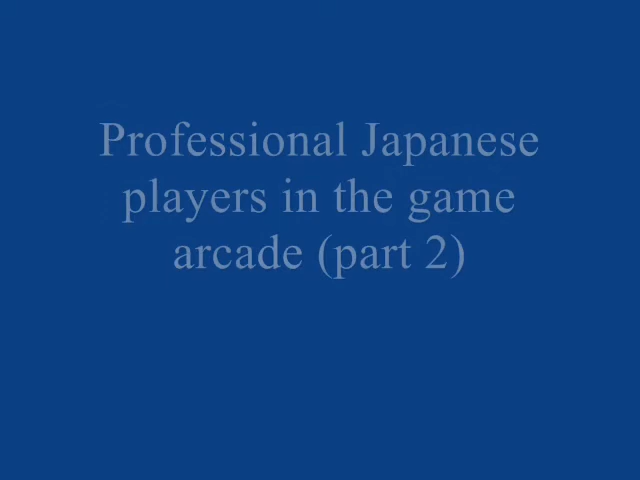 Professional Japanese
players in the game
arcade (part 2)